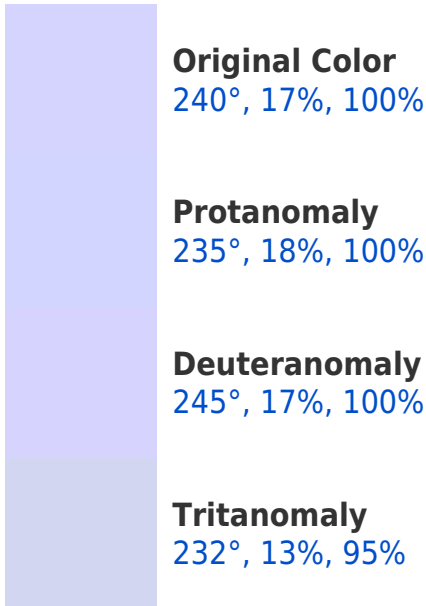 Original Color
240°, 17%, 100%
Protanomaly
235°, 18%, 100%
Deuteranomaly
245°, 17%, 100%
Tritanomaly
232°, 13%, 95%